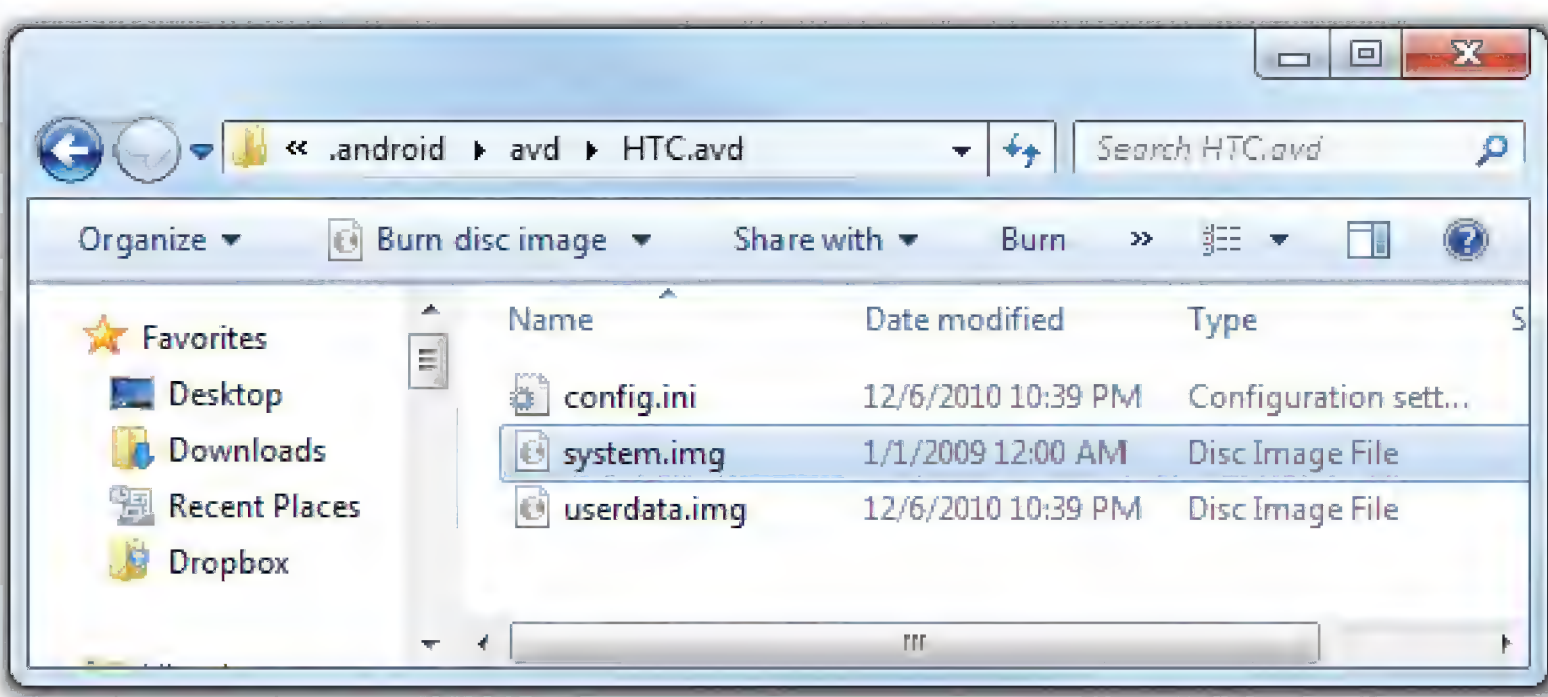 « .android ▸ avd ▸ HTC.avd
Search HTC.avd
Organize Burn disc image Share with Burn »
Favorites
Desktop
Downloads
Recent Places
Dropbox
Name Date modified Type S
config.ini 12/6/2010 10:39 PM Configuration sett...
system.img 1/1/2009 12:00 AM Disc Image File
userdata.img 12/6/2010 10:39 PM Disc Image File